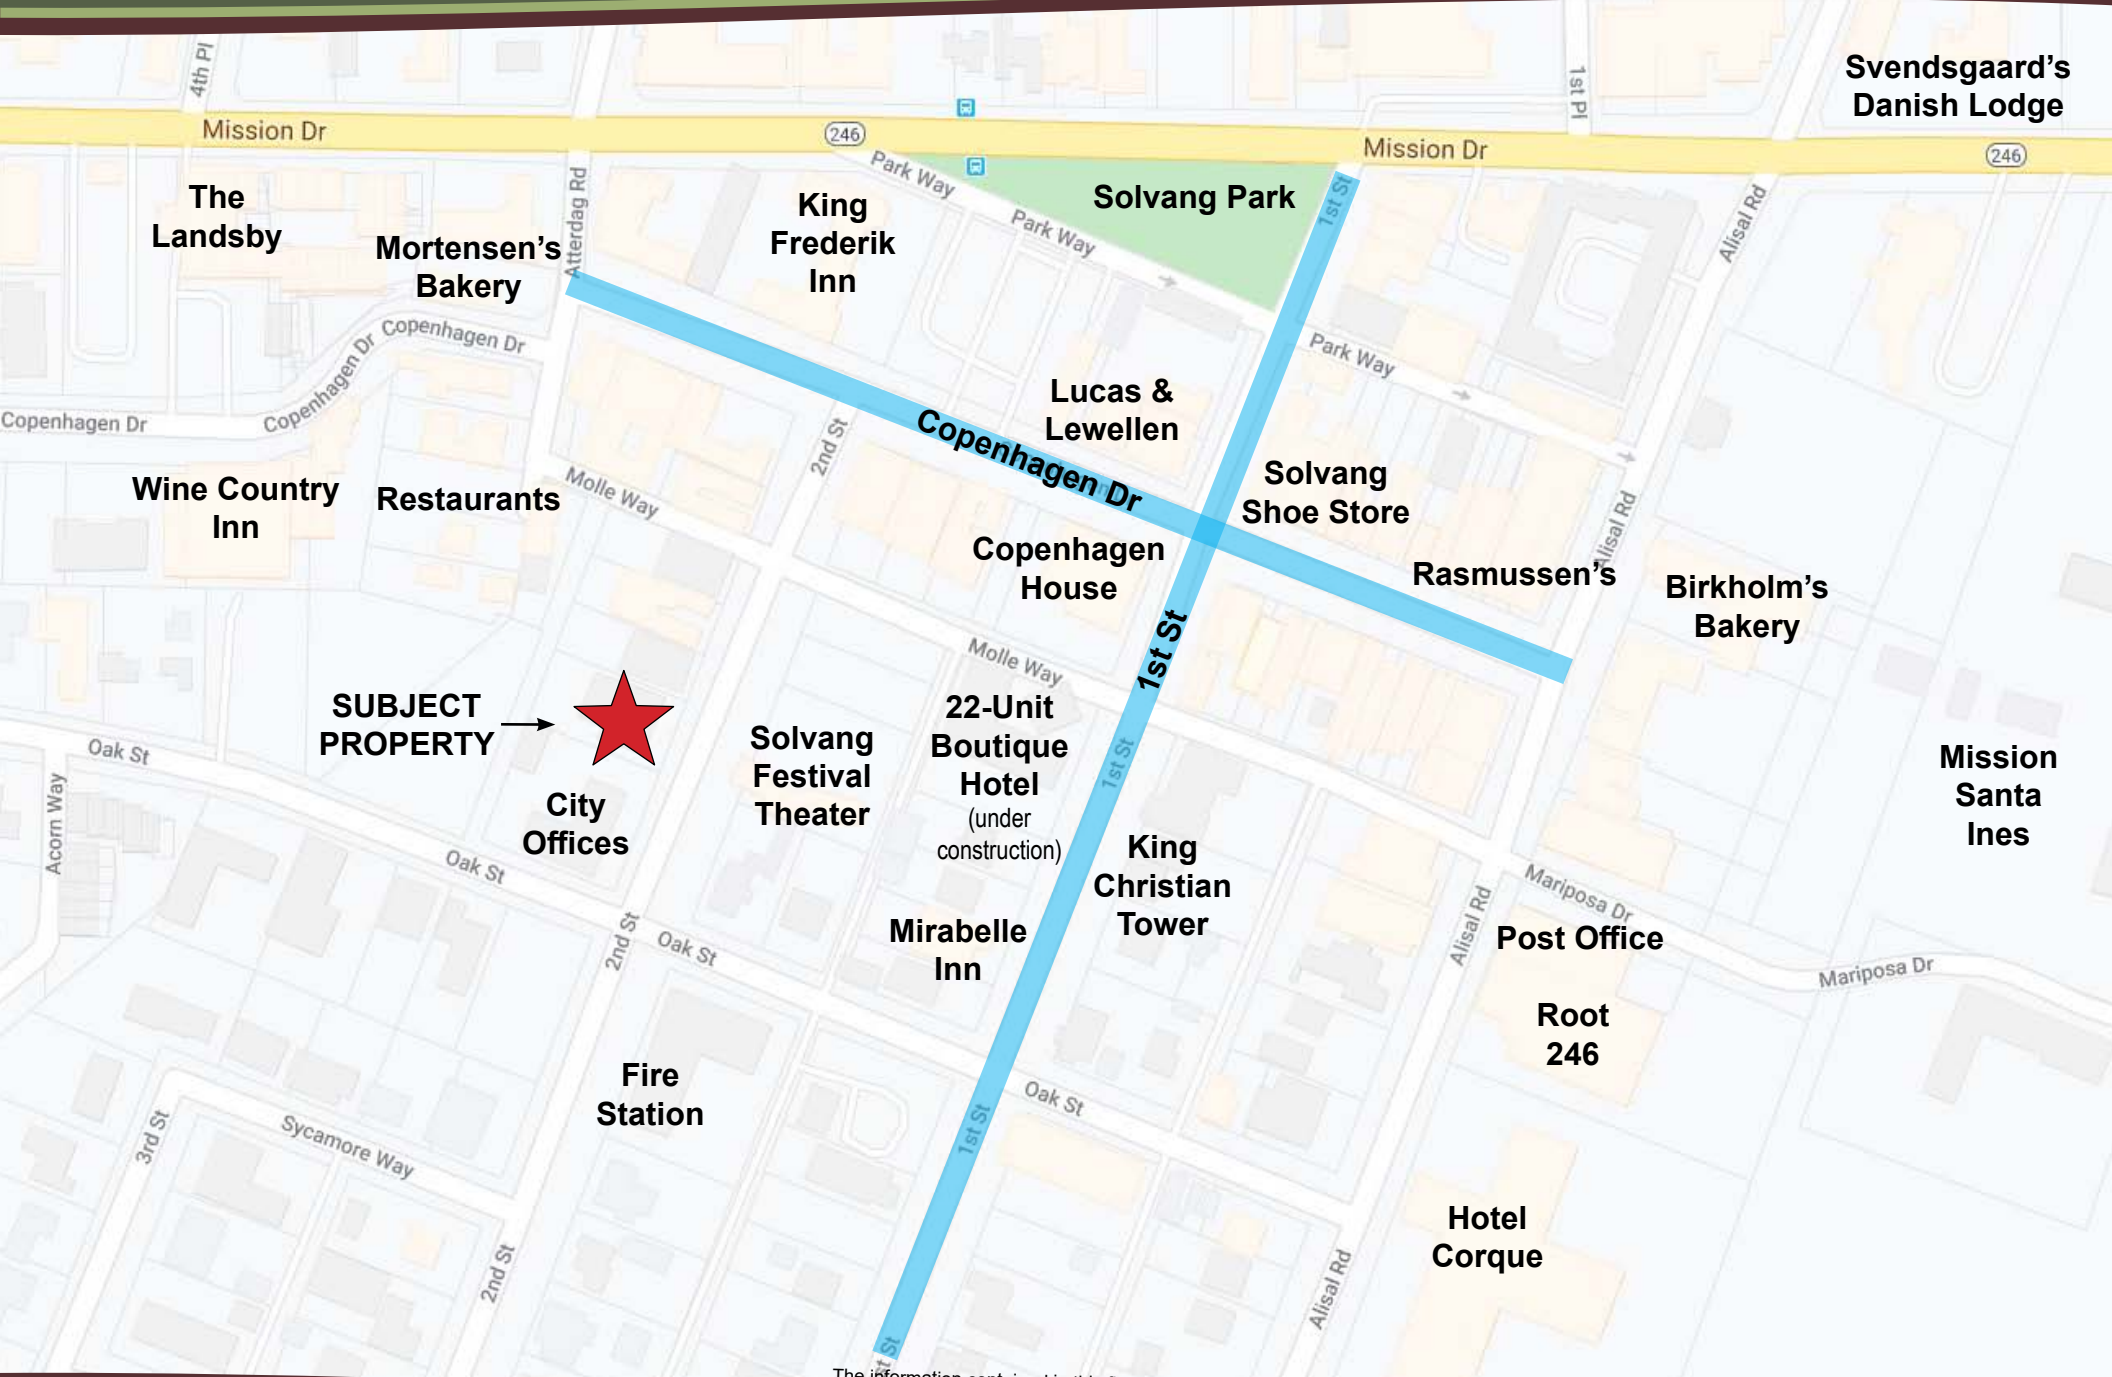 4th Pl
1st Pl
Svendsgaard’s
Danish Lodge
Mission Dr
246
Mission Dr
246
Park Way
Park Way
The
Landsby
Mortensen’s
Bakery
Atterdag Rd
King
Frederik
Inn
Solvang Park
1st St
Alisal Rd
Copenhagen Dr
Copenhagen Dr
Copenhagen Dr
Park Way
Lucas &
Lewellen
Copenhagen Dr
2nd St
Solvang
Shoe Store
Wine Country
Inn
Restaurants
Molle Way
Copenhagen
House
Alisal Rd
Rasmussen’s
Birkholm’s
Bakery
1st St
Molle Way
SUBJECT
PROPERTY
City
Offices
Solvang
Festival
Theater
22-Unit
Boutique
Hotel
(under
construction)
1st St
King
Christian
Tower
Mission
Santa
Ines
Oak St
Acorn Way
Oak St
Mirabelle
Inn
Alisal Rd
Mariposa Dr
Post Office
Mariposa Dr
2nd St
Oak St
Root
246
Fire
Station
Oak St
1st St
3rd St
Sycamore Way
2nd St
Hotel
Corque
Alisal Rd
st St